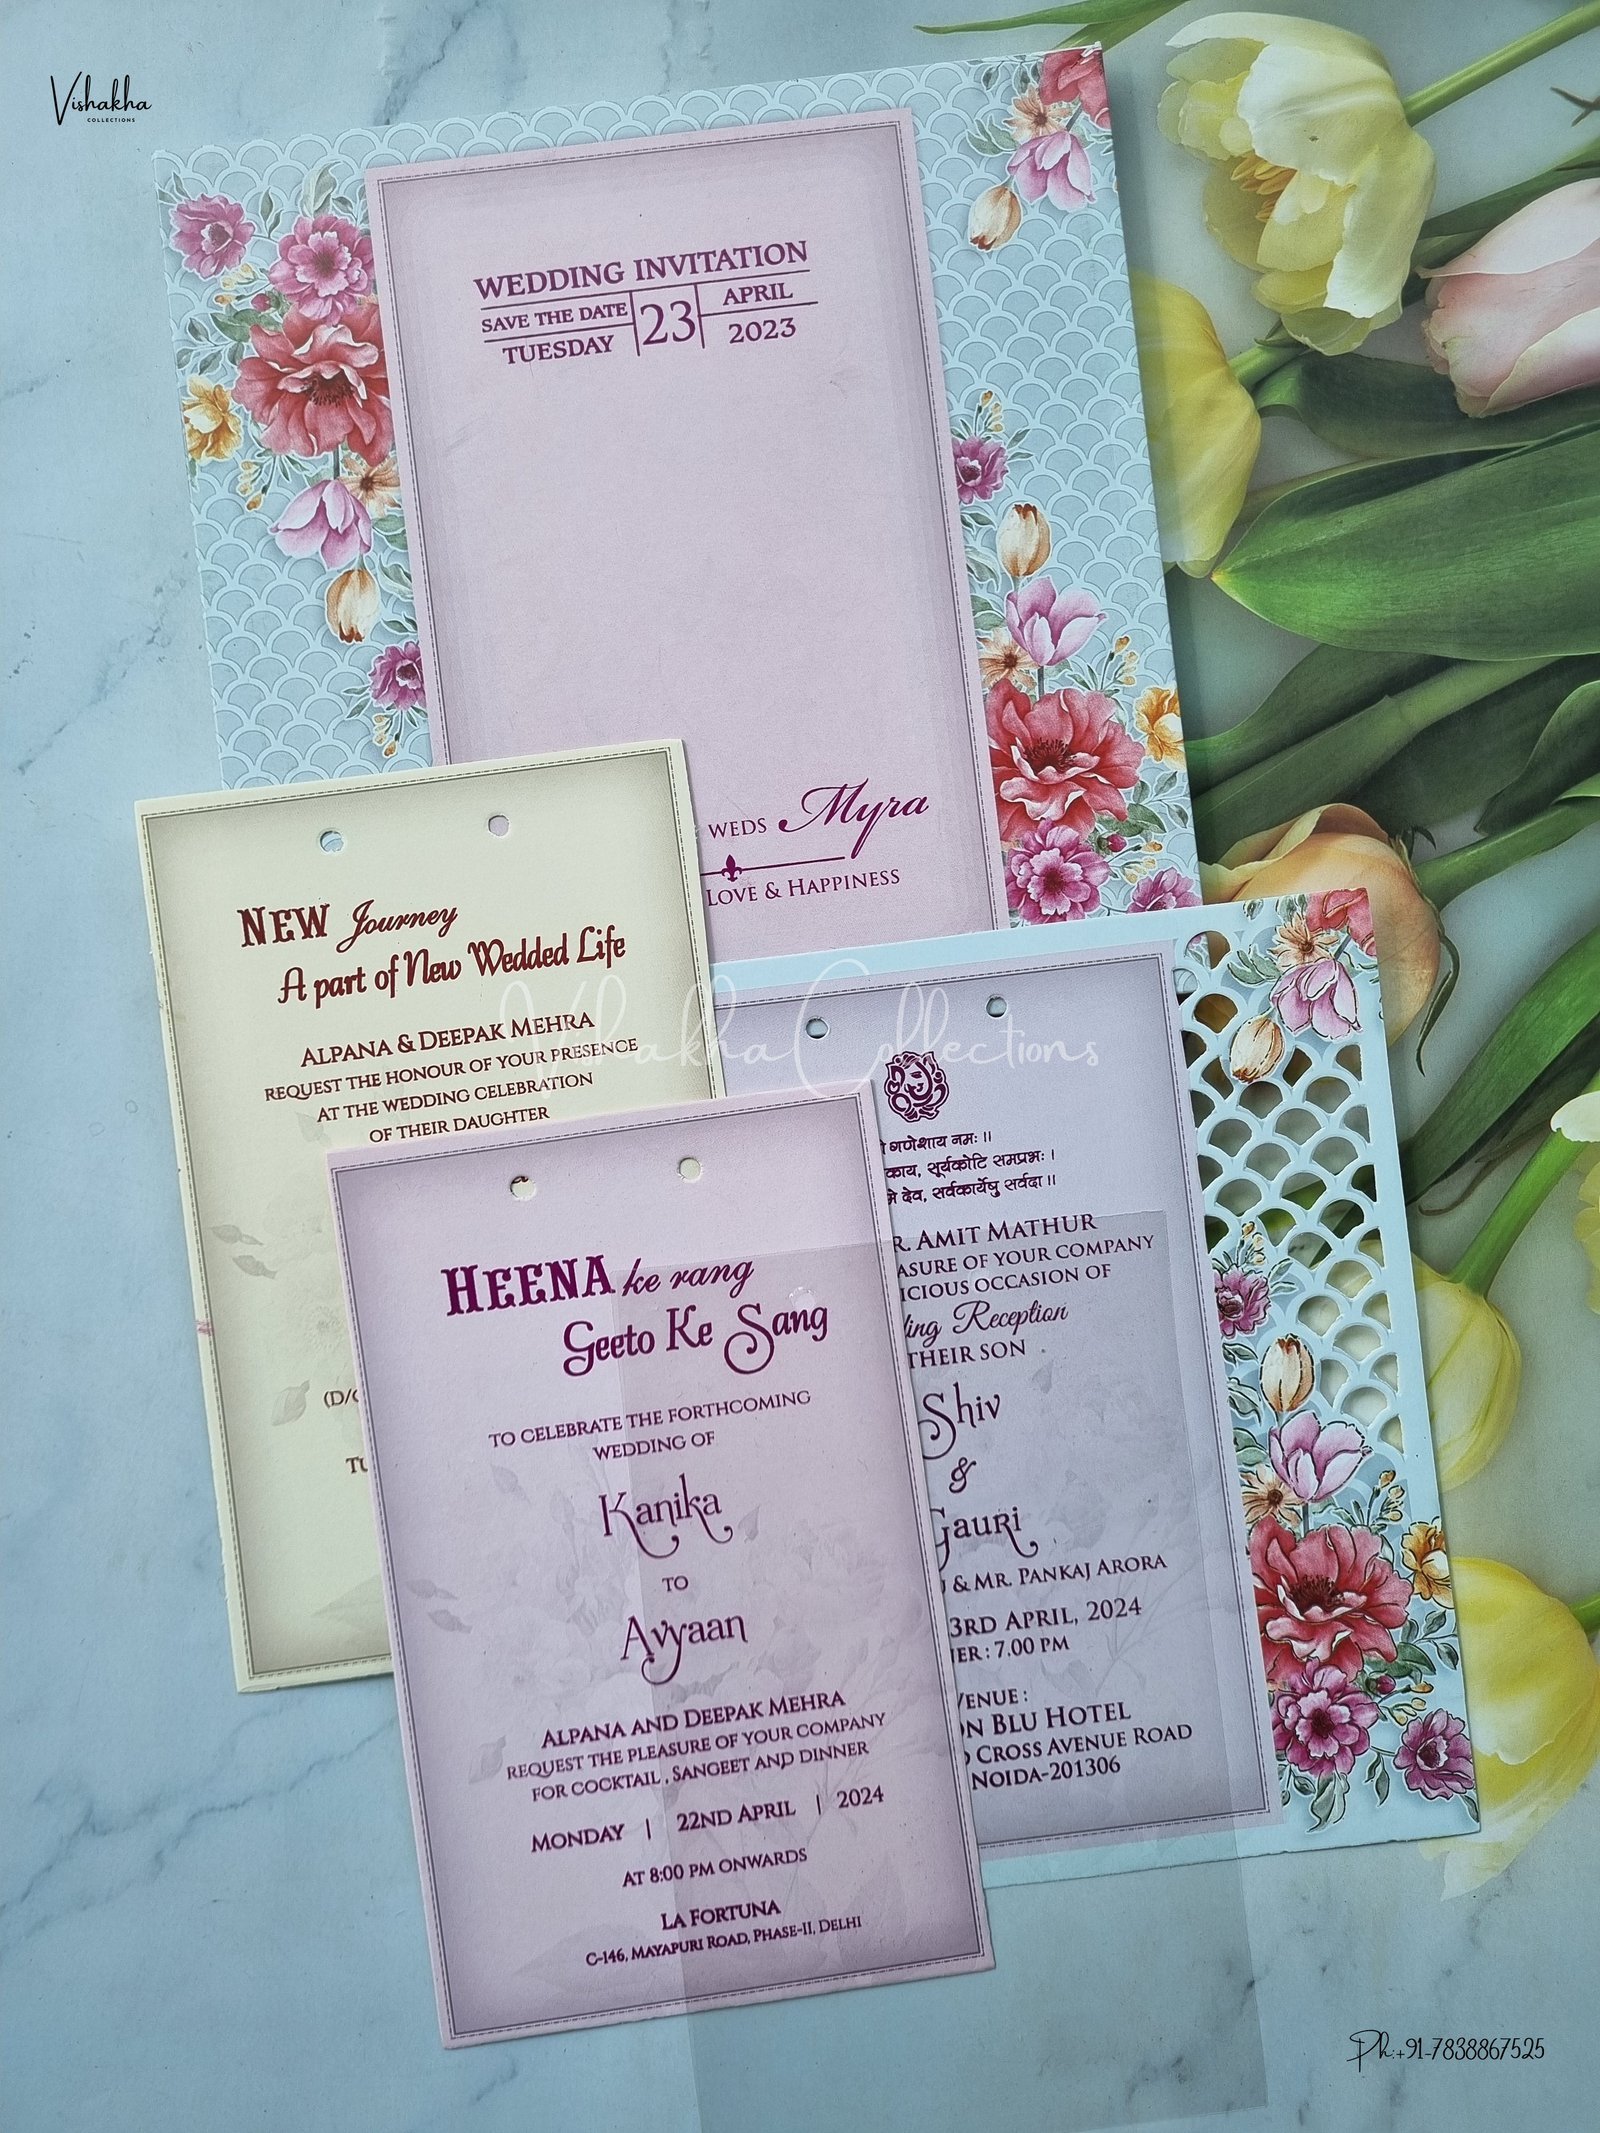 Vishakha
COLLECTIONS
WEDDING INVITATION
SAVE THE DATE
TUESDAY
23
APRIL
2023
WEDS Myra
LOVE & HAPPINESS
NEW Journey
A part of New Wedded Life
ALPANA & DEEPAK MEHRA
REQUEST THE HONOUR OF YOUR PRESENCE
AT THE WEDDING CELEBRATION
OF THEIR DAUGHTER
Vishakha Collections
गणेशाय नमः ।।
सूर्यकोटि समप्रभः ।
देव, सर्वकार्येषु सर्वदा ।।
AMIT MATHUR
OF YOUR COMPANY
OCCASION OF
Reception
THEIR SON
Shiv
&
Gauri
& MR. PANKAJ ARORA
3RD APRIL, 2024
: 7.00 PM
VENUE :
BLU HOTEL
CROSS AVENUE ROAD
NOIDA-201306
HEENA ke rang
Geeto Ke Sang
TO CELEBRATE THE FORTHCOMING
WEDDING OF
Kanika
TO
Avyaan
ALPANA AND DEEPAK MEHRA
REQUEST THE PLEASURE OF YOUR COMPANY
FOR COCKTAIL , SANGEET AND DINNER
MONDAY | 22ND APRIL | 2024
AT 8:00 PM ONWARDS
LA FORTUNA
C-146, MAYAPURI ROAD, PHASE-II, DELHI
Ph:+91-7838867525